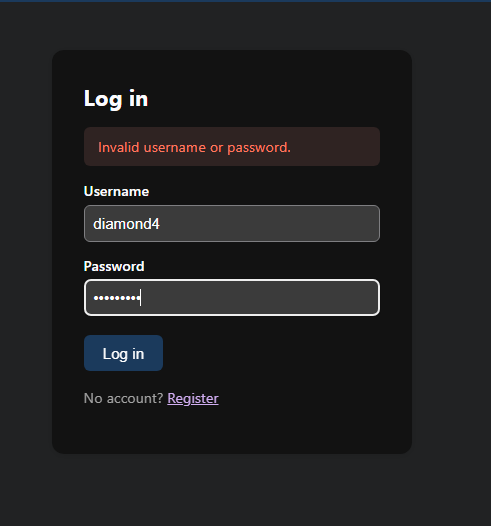 Log in
Invalid username or password.
Username
diamond4
Password
•••••••••
Log in
No account? Register